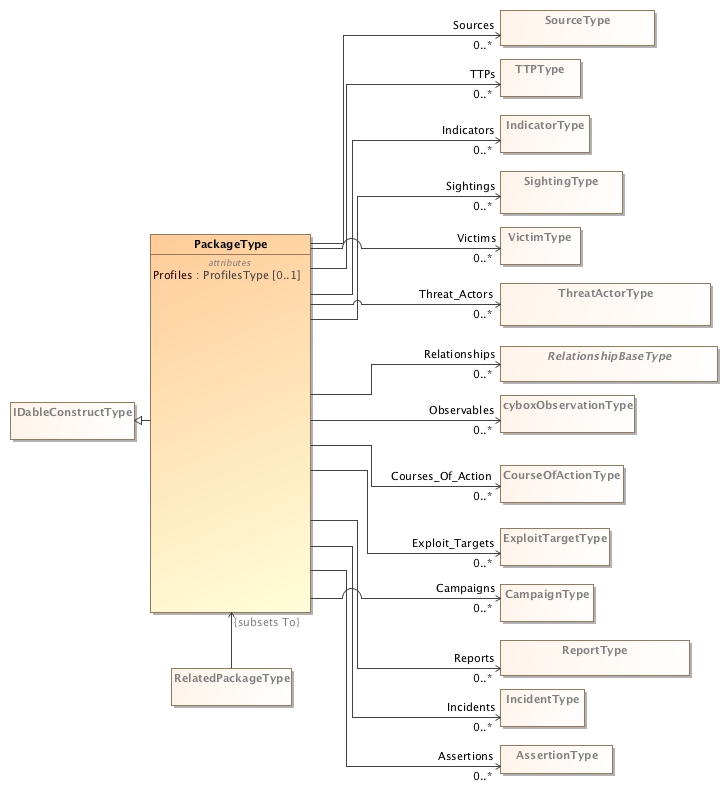 Sources
0..*
SourceType
TTPs
0..*
TTPType
Indicators
0..*
IndicatorType
Sightings
0..*
SightingType
PackageType
attributes
Profiles : ProfilesType [0..1]
Victims
0..*
VictimType
Threat_Actors
0..*
ThreatActorType
Relationships
0..*
RelationshipBaseType
IDableConstructType
Observables
0..*
cyboxObservationType
Courses_Of_Action
0..*
CourseOfActionType
Exploit_Targets
0..*
ExploitTargetType
Campaigns
0..*
CampaignType
{subsets To}
RelatedPackageType
Reports
0..*
ReportType
Incidents
0..*
IncidentType
Assertions
0..*
AssertionType